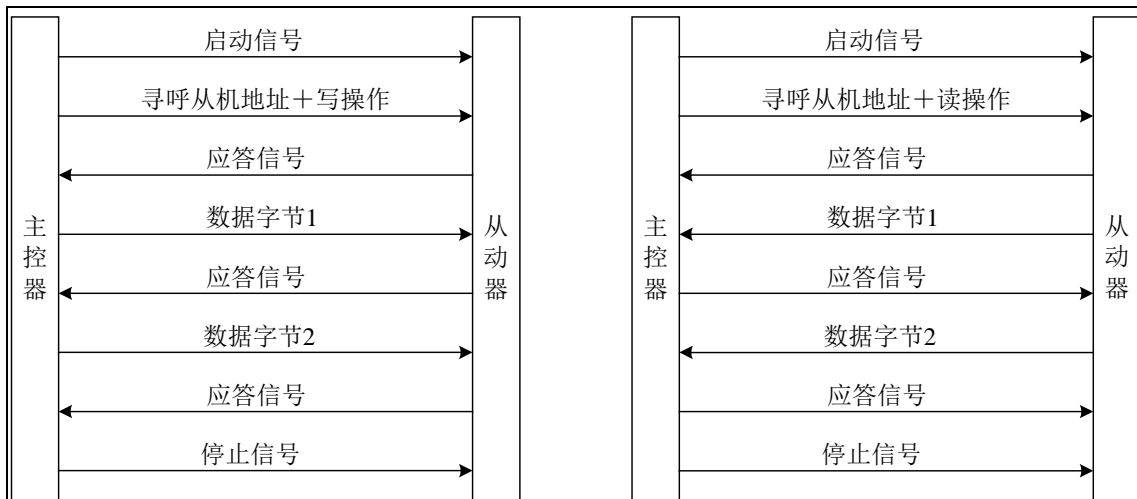 启动信号
寻呼从机地址＋写操作
应答信号
数据字节1
应答信号
数据字节2
应答信号
停止信号
主控器
从动器
启动信号
寻呼从机地址＋读操作
应答信号
数据字节1
应答信号
数据字节2
应答信号
停止信号
主控器
从动器